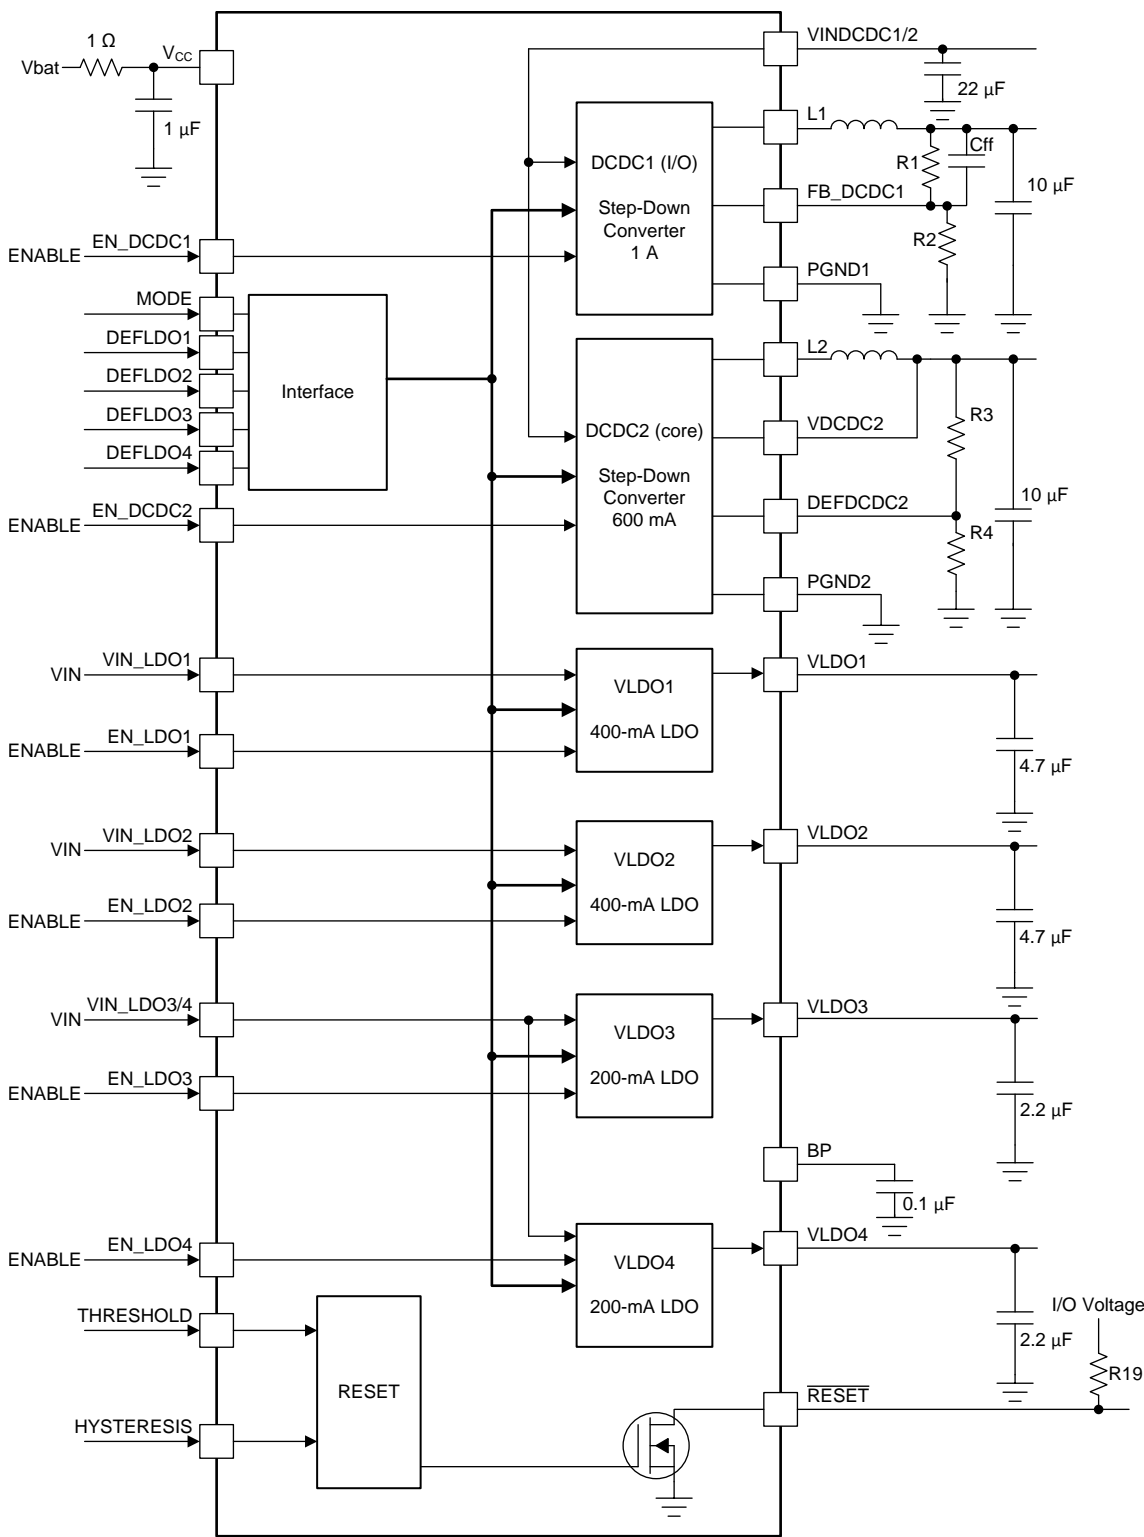 1 Ω
Vbat
VCC
1 µF
VINDCDC1/2
22 µF
L1
DCDC1 (I/O)
Step-Down
Converter
1 A
R1
Cff
FB_DCDC1
10 µF
R2
PGND1
ENABLE
EN_DCDC1
MODE
DEFLDO1
DEFLDO2
DEFLDO3
DEFLDO4
Interface
L2
DCDC2 (core)
Step-Down
Converter
600 mA
VDCDC2
R3
DEFDCDC2
10 µF
R4
ENABLE
EN_DCDC2
PGND2
VIN
VIN_LDO1
VLDO1
400-mA LDO
VLDO1
ENABLE
EN_LDO1
4.7 µF
VIN
VIN_LDO2
VLDO2
400-mA LDO
VLDO2
ENABLE
EN_LDO2
4.7 µF
VIN
VIN_LDO3/4
VLDO3
200-mA LDO
VLDO3
ENABLE
EN_LDO3
2.2 µF
BP
0.1 µF
ENABLE
EN_LDO4
VLDO4
200-mA LDO
VLDO4
2.2 µF
I/O Voltage
R19
THRESHOLD
RESET
HYSTERESIS
RESET